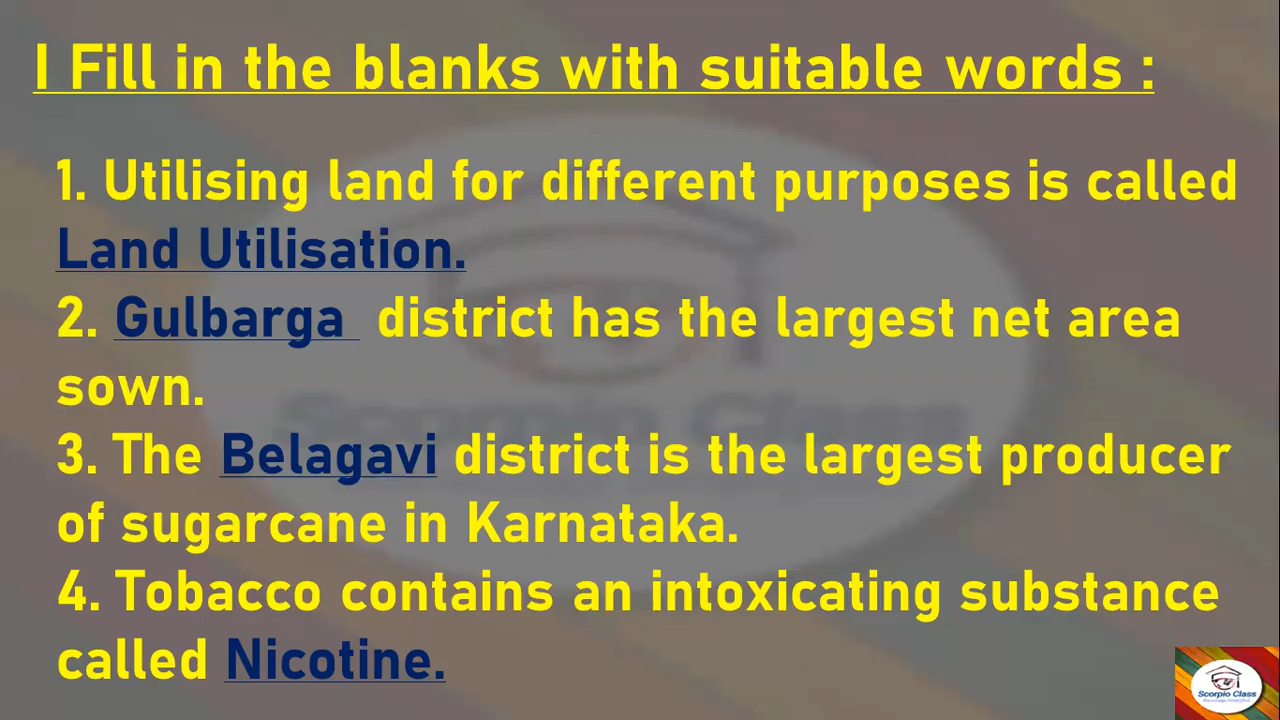 I Fill in the blanks with suitable words :
1. Utilising land for different purposes is called
Land Utilisation.
2. Gulbarga district has the largest net area
sown.
3. The Belagavi district is the largest producer
of sugarcane in Karnataka.
4. Tobacco contains an intoxicating substance
called Nicotine.
Scorpio Class
Scorpio Class